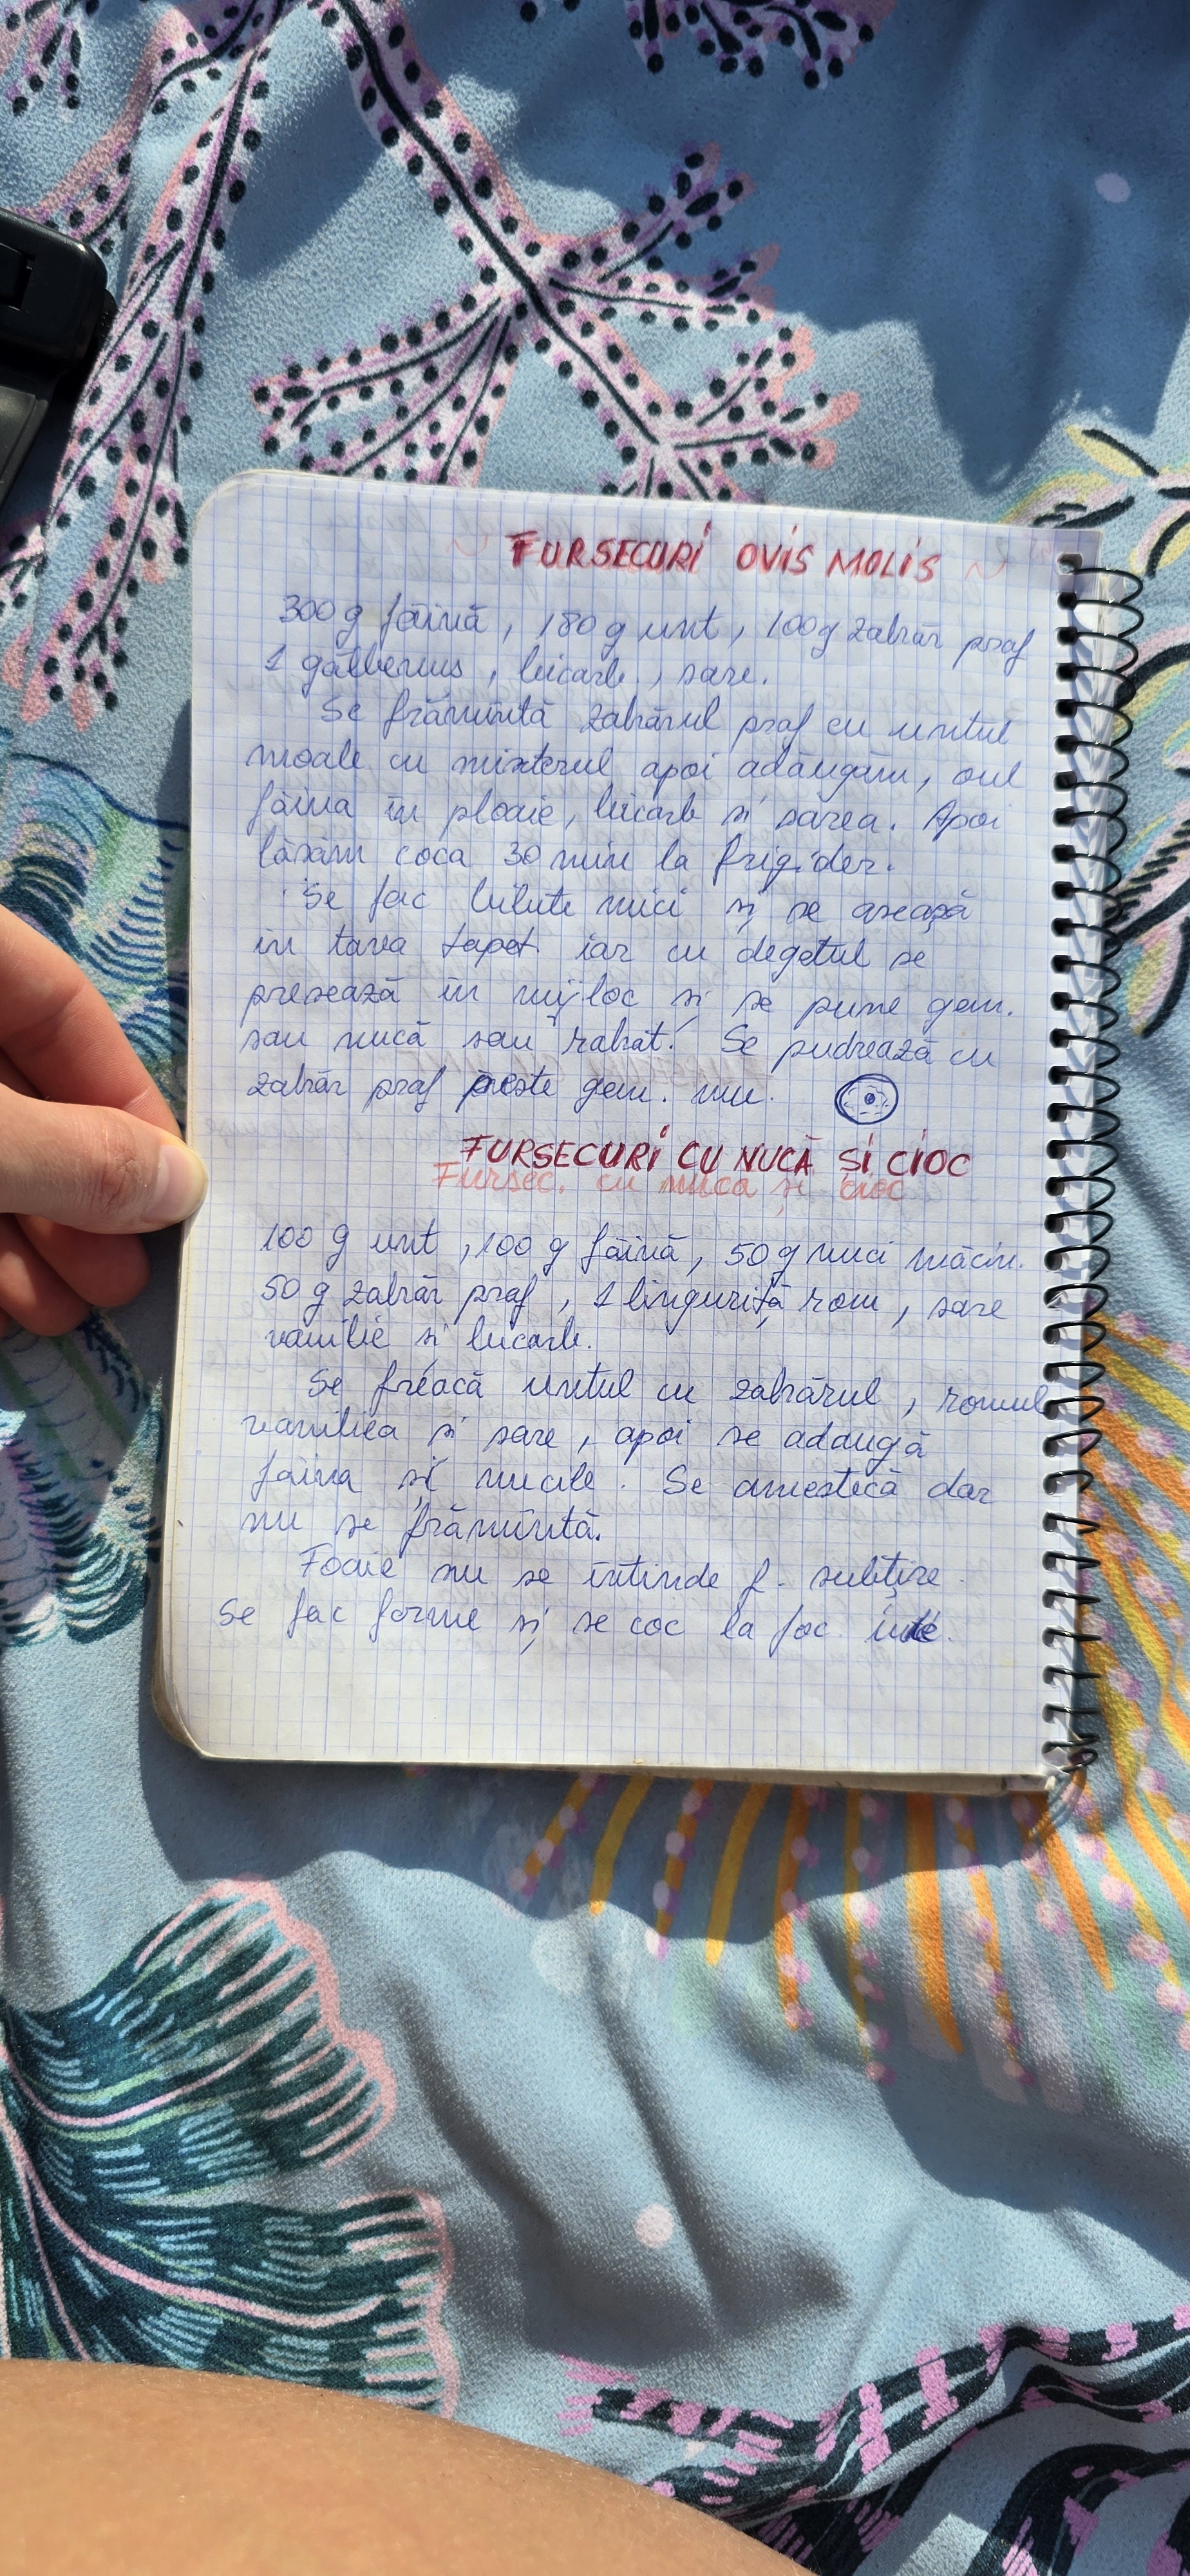 ~ FURSECURI OVIS MOLIS ~
300 g făină, 180 g unt, 100 g zahăr praf
1 gălbenuș, bicarb., sare.
Se frămîntă zahărul praf cu untul
moale cu mixterul apoi adăugăm, oul
făina în ploaie, bicarb și sarea. Apoi
lăsăm coca 30 min la frigider.
Se fac bilute mici și se așează
în tava tapet. iar cu degetul se
presează în mijloc și se pune gem.
sau nucă sau rahat. Se pudrează cu
zahăr praf peste gem. nu.
FURSECURI CU NUCĂ ȘI CIOC
Fursec. cu nuca și cioc
100 g unt, 100 g făină, 50 g nuci măcin.
50 g zahăr praf, 1 linguriță rom, sare
vanilie și bicarb.
Se freacă untul cu zahărul, romul
vaniliea și sare, apoi se adaugă
făina și nucile. Se amestică dar
nu se frămîntă.
Foaie nu se întinde f. subțire.
Se fac forme și se coc la foc iute.